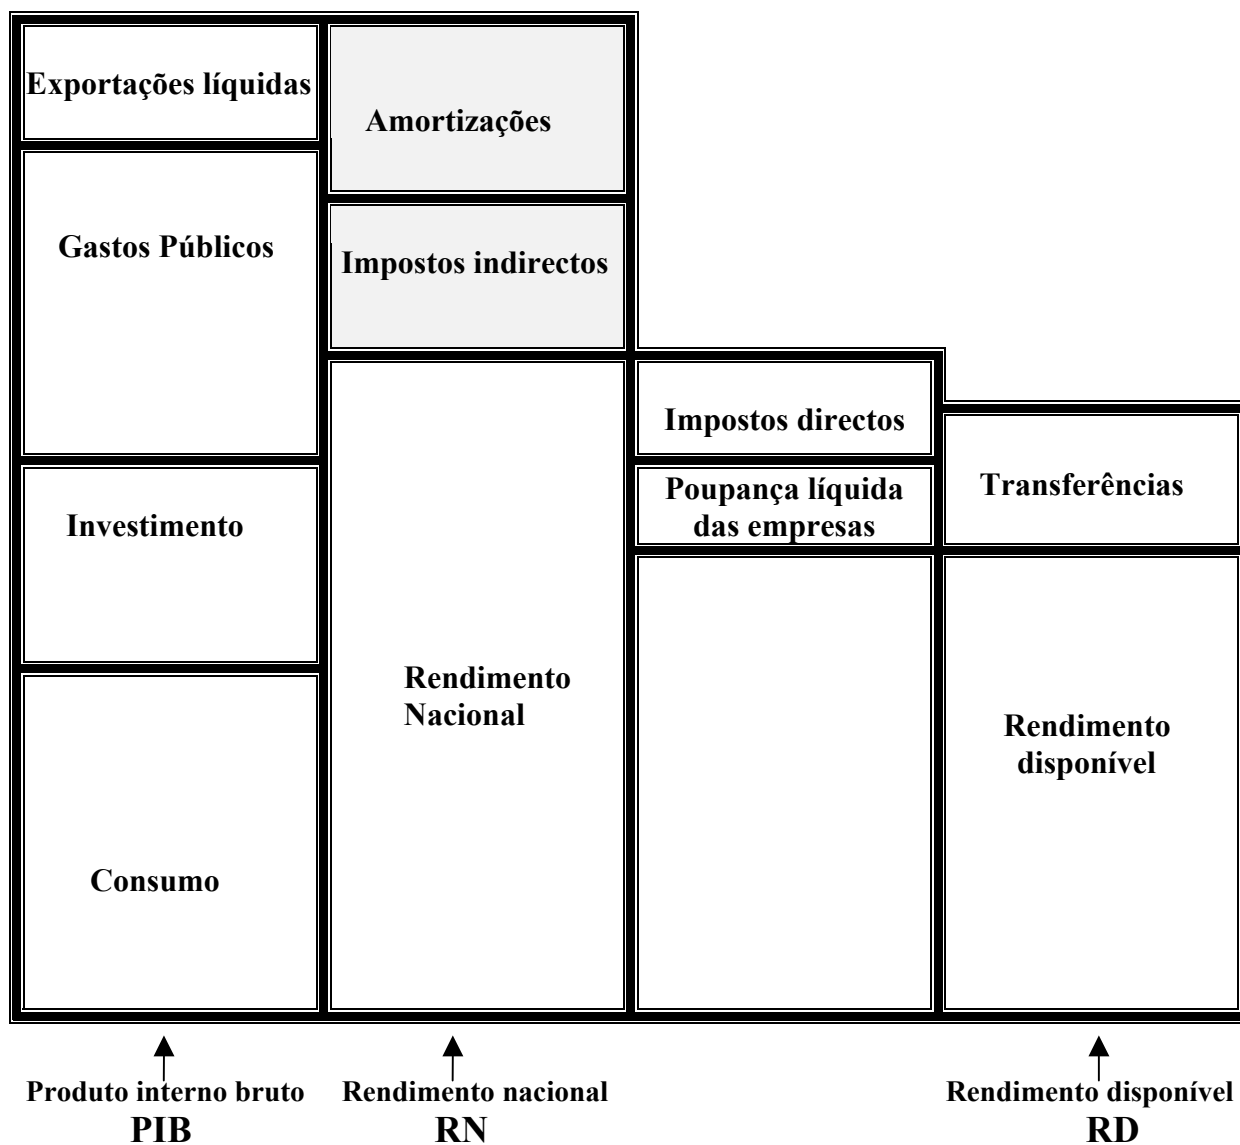 Exportações líquidas
Gastos Públicos
Investimento
Consumo
Amortizações
Impostos indirectos
Rendimento
Nacional
Impostos directos
Poupança líquida
das empresas
Transferências
Rendimento
disponível
Produto interno bruto
PIB
Rendimento nacional
RN
Rendimento disponível
RD